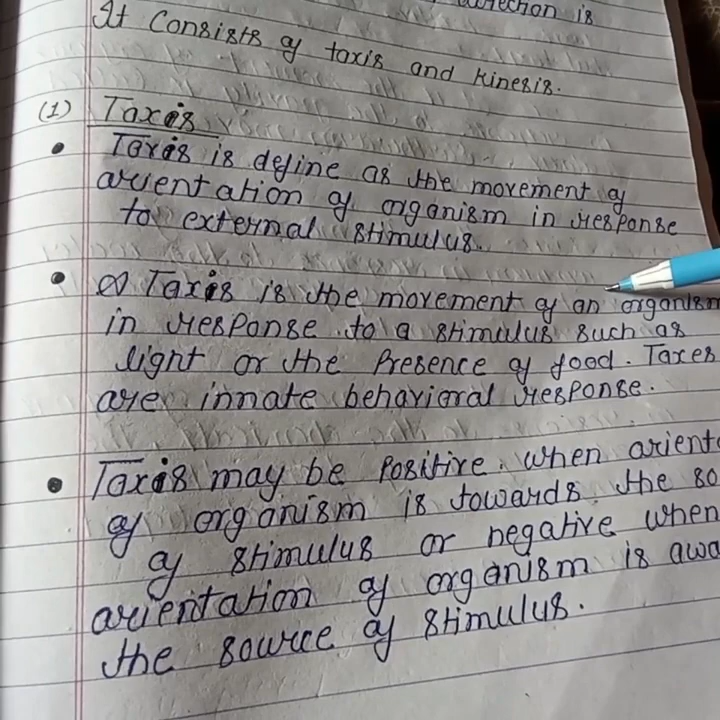 is
It Consists of taxis and kinesis.
(1) Taxis
• Taxis is define as the movement of
orientation of organism in response
to external stimulus.
• Taxis is the movement of an organism
in response to a stimulus such as
light or the Presence of food. Taxes
are innate behavioral response.
• Taxis may be Positive. when orient
of organism is towards the so
of stimulus or negative when
orientation of organism is awa
the source of stimulus.